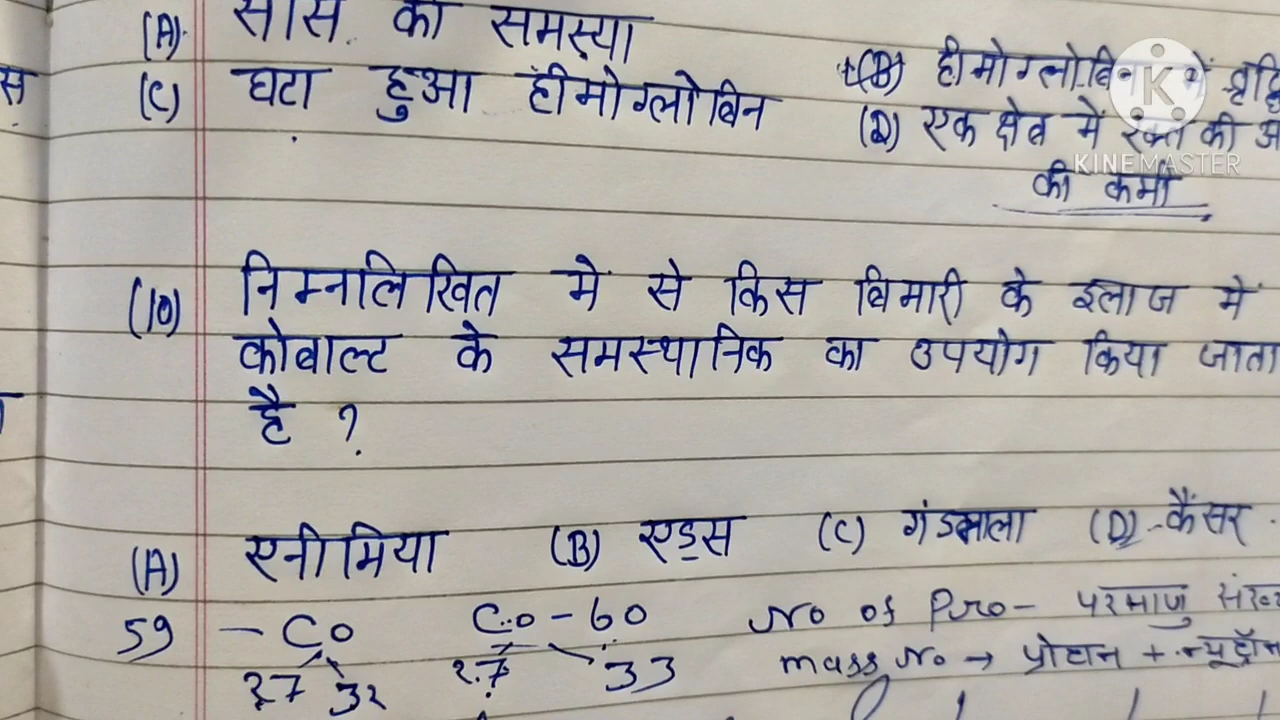 (A) सांस की समस्या
(B) हीमोग्लोबिन में वृद्धि
(C) घटा हुआ हीमोग्लोबिन
(D) एक क्षेत्र में रक्त की
की कमी
KINEMASTER
(10) निम्नलिखित में से किस बिमारी के इलाज में
कोबाल्ट के समस्थानिक का उपयोग किया जाता
है ?
(A) एनीमिया (B) एड्स (C) गंडमाला (D) कैंसर
59 - Co Co - 60 No of Pro - परमाणु
27 32 27 33 mass No → प्रोटान + न्यूट्रॉन